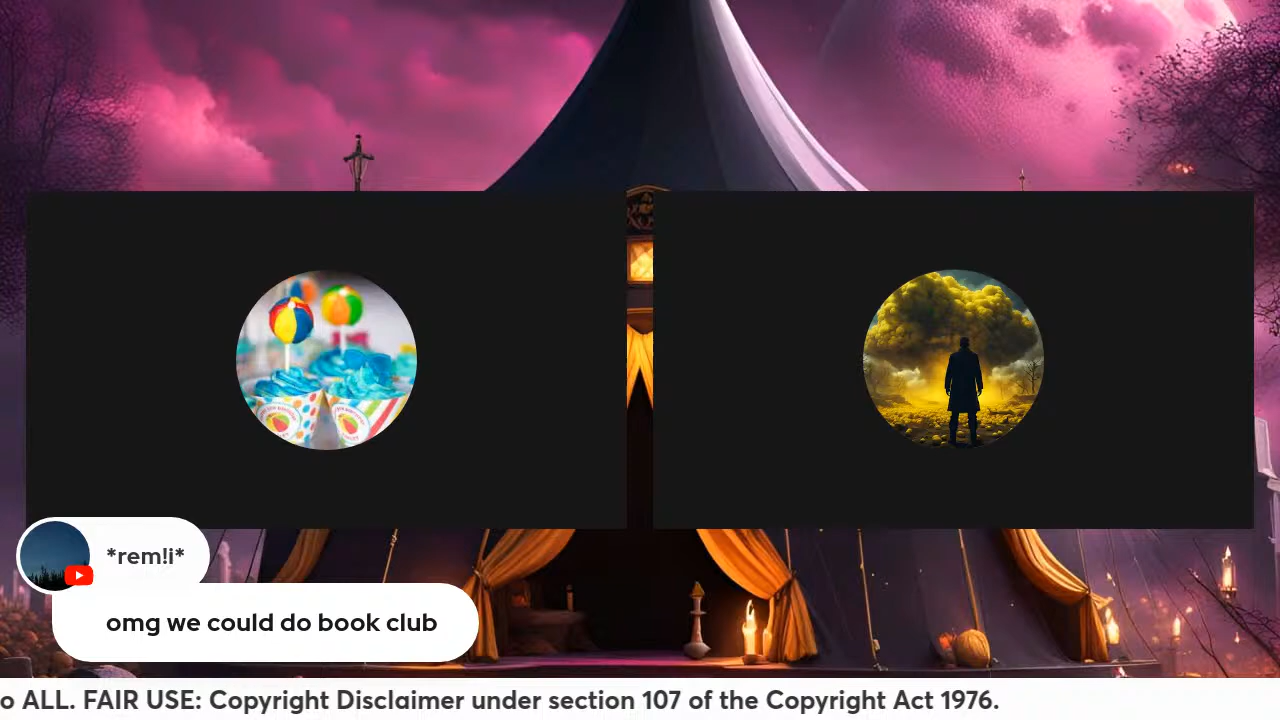 *rem!i*
omg we could do book club
o ALL. FAIR USE: Copyright Disclaimer under section 107 of the Copyright Act 1976.